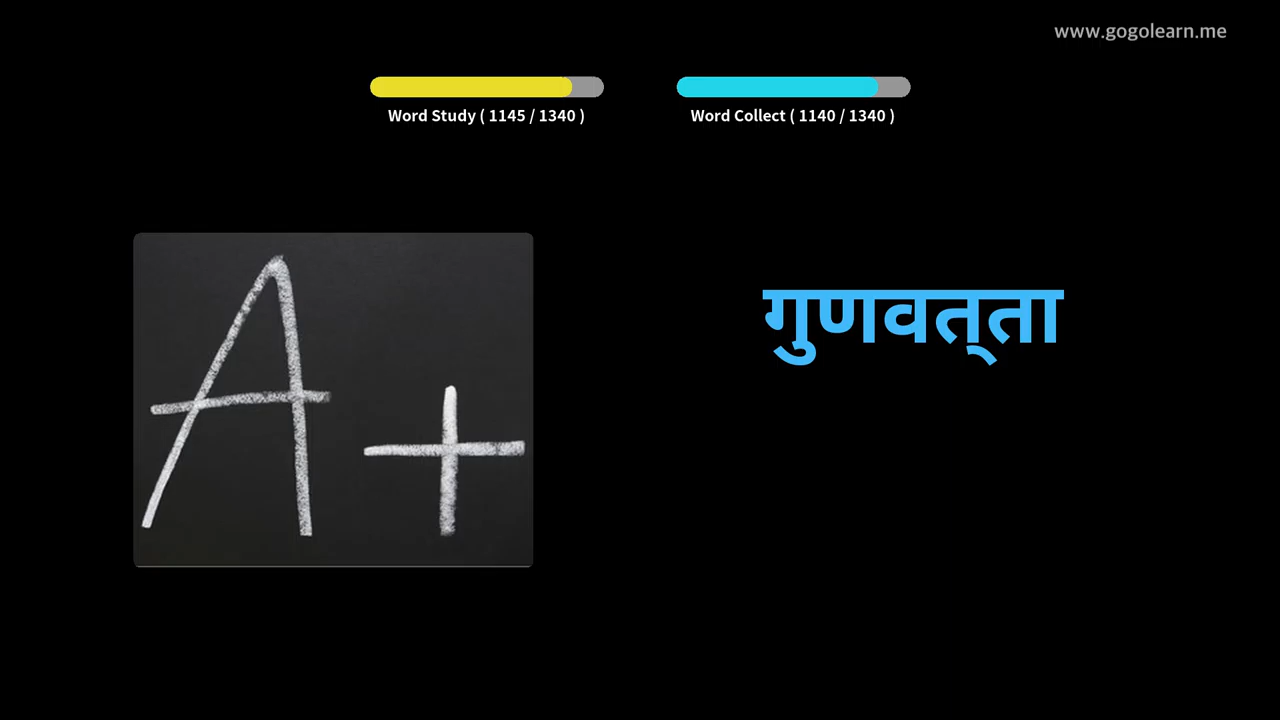 www.gogolearn.me
Word Study ( 1145 / 1340 )
Word Collect ( 1140 / 1340 )
A+
गुणवत्‌ता